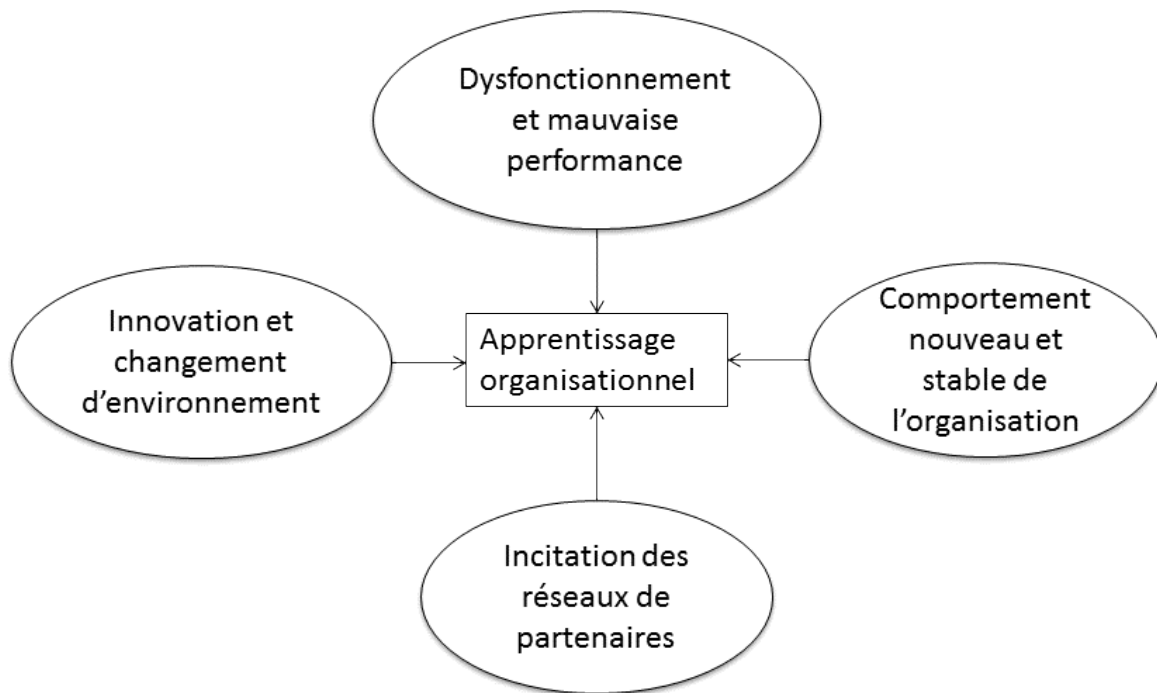 Dysfonctionnement
et mauvaise
performance
Innovation et
changement
d’environnement
Apprentissage
organisationnel
Comportement
nouveau et
stable de
l’organisation
Incitation des
réseaux de
partenaires